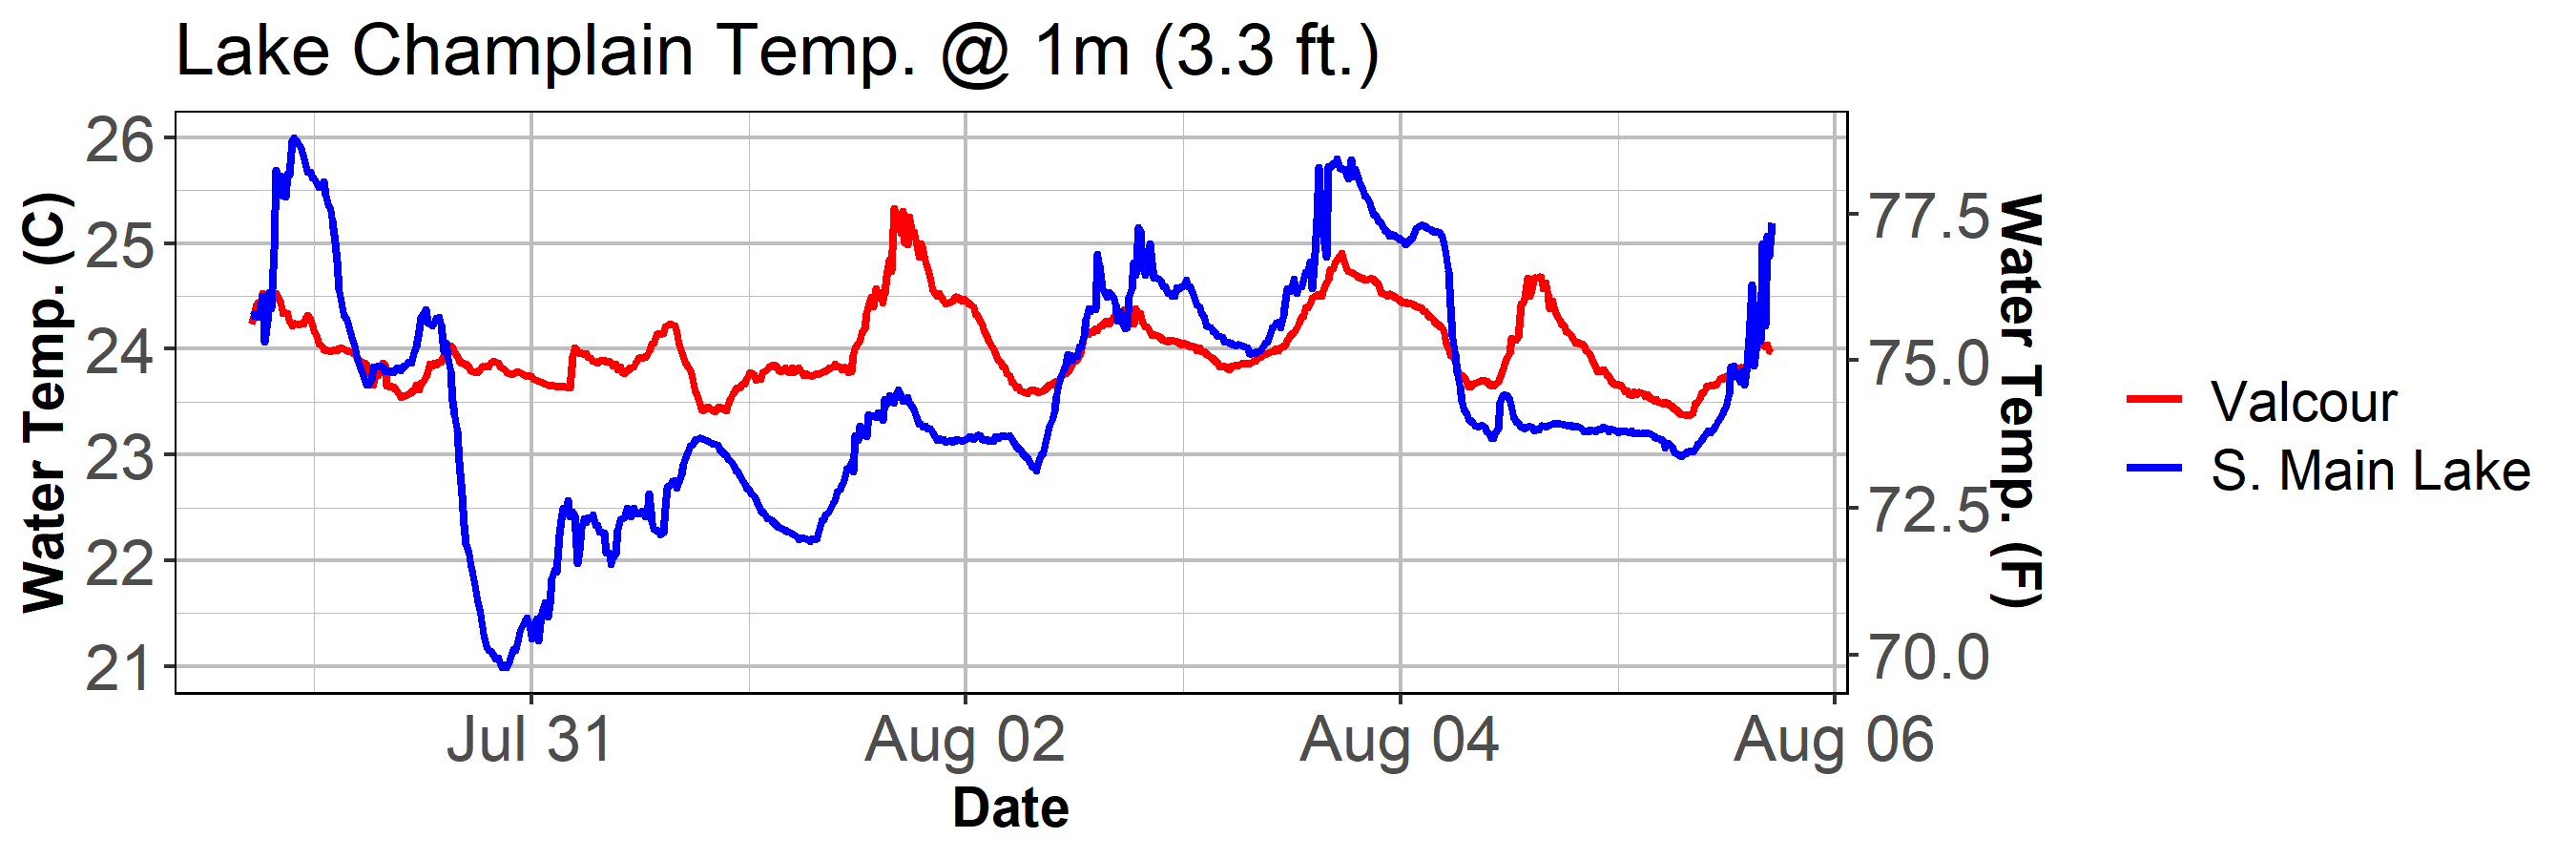 Lake Champlain Temp. @ 1m (3.3 ft.)
Water Temp. (C)
26
25
24
23
22
21
77.5
75.0
72.5
70.0
Water Temp. (F)
Jul 31
Aug 02
Aug 04
Aug 06
Date
Valcour
S. Main Lake